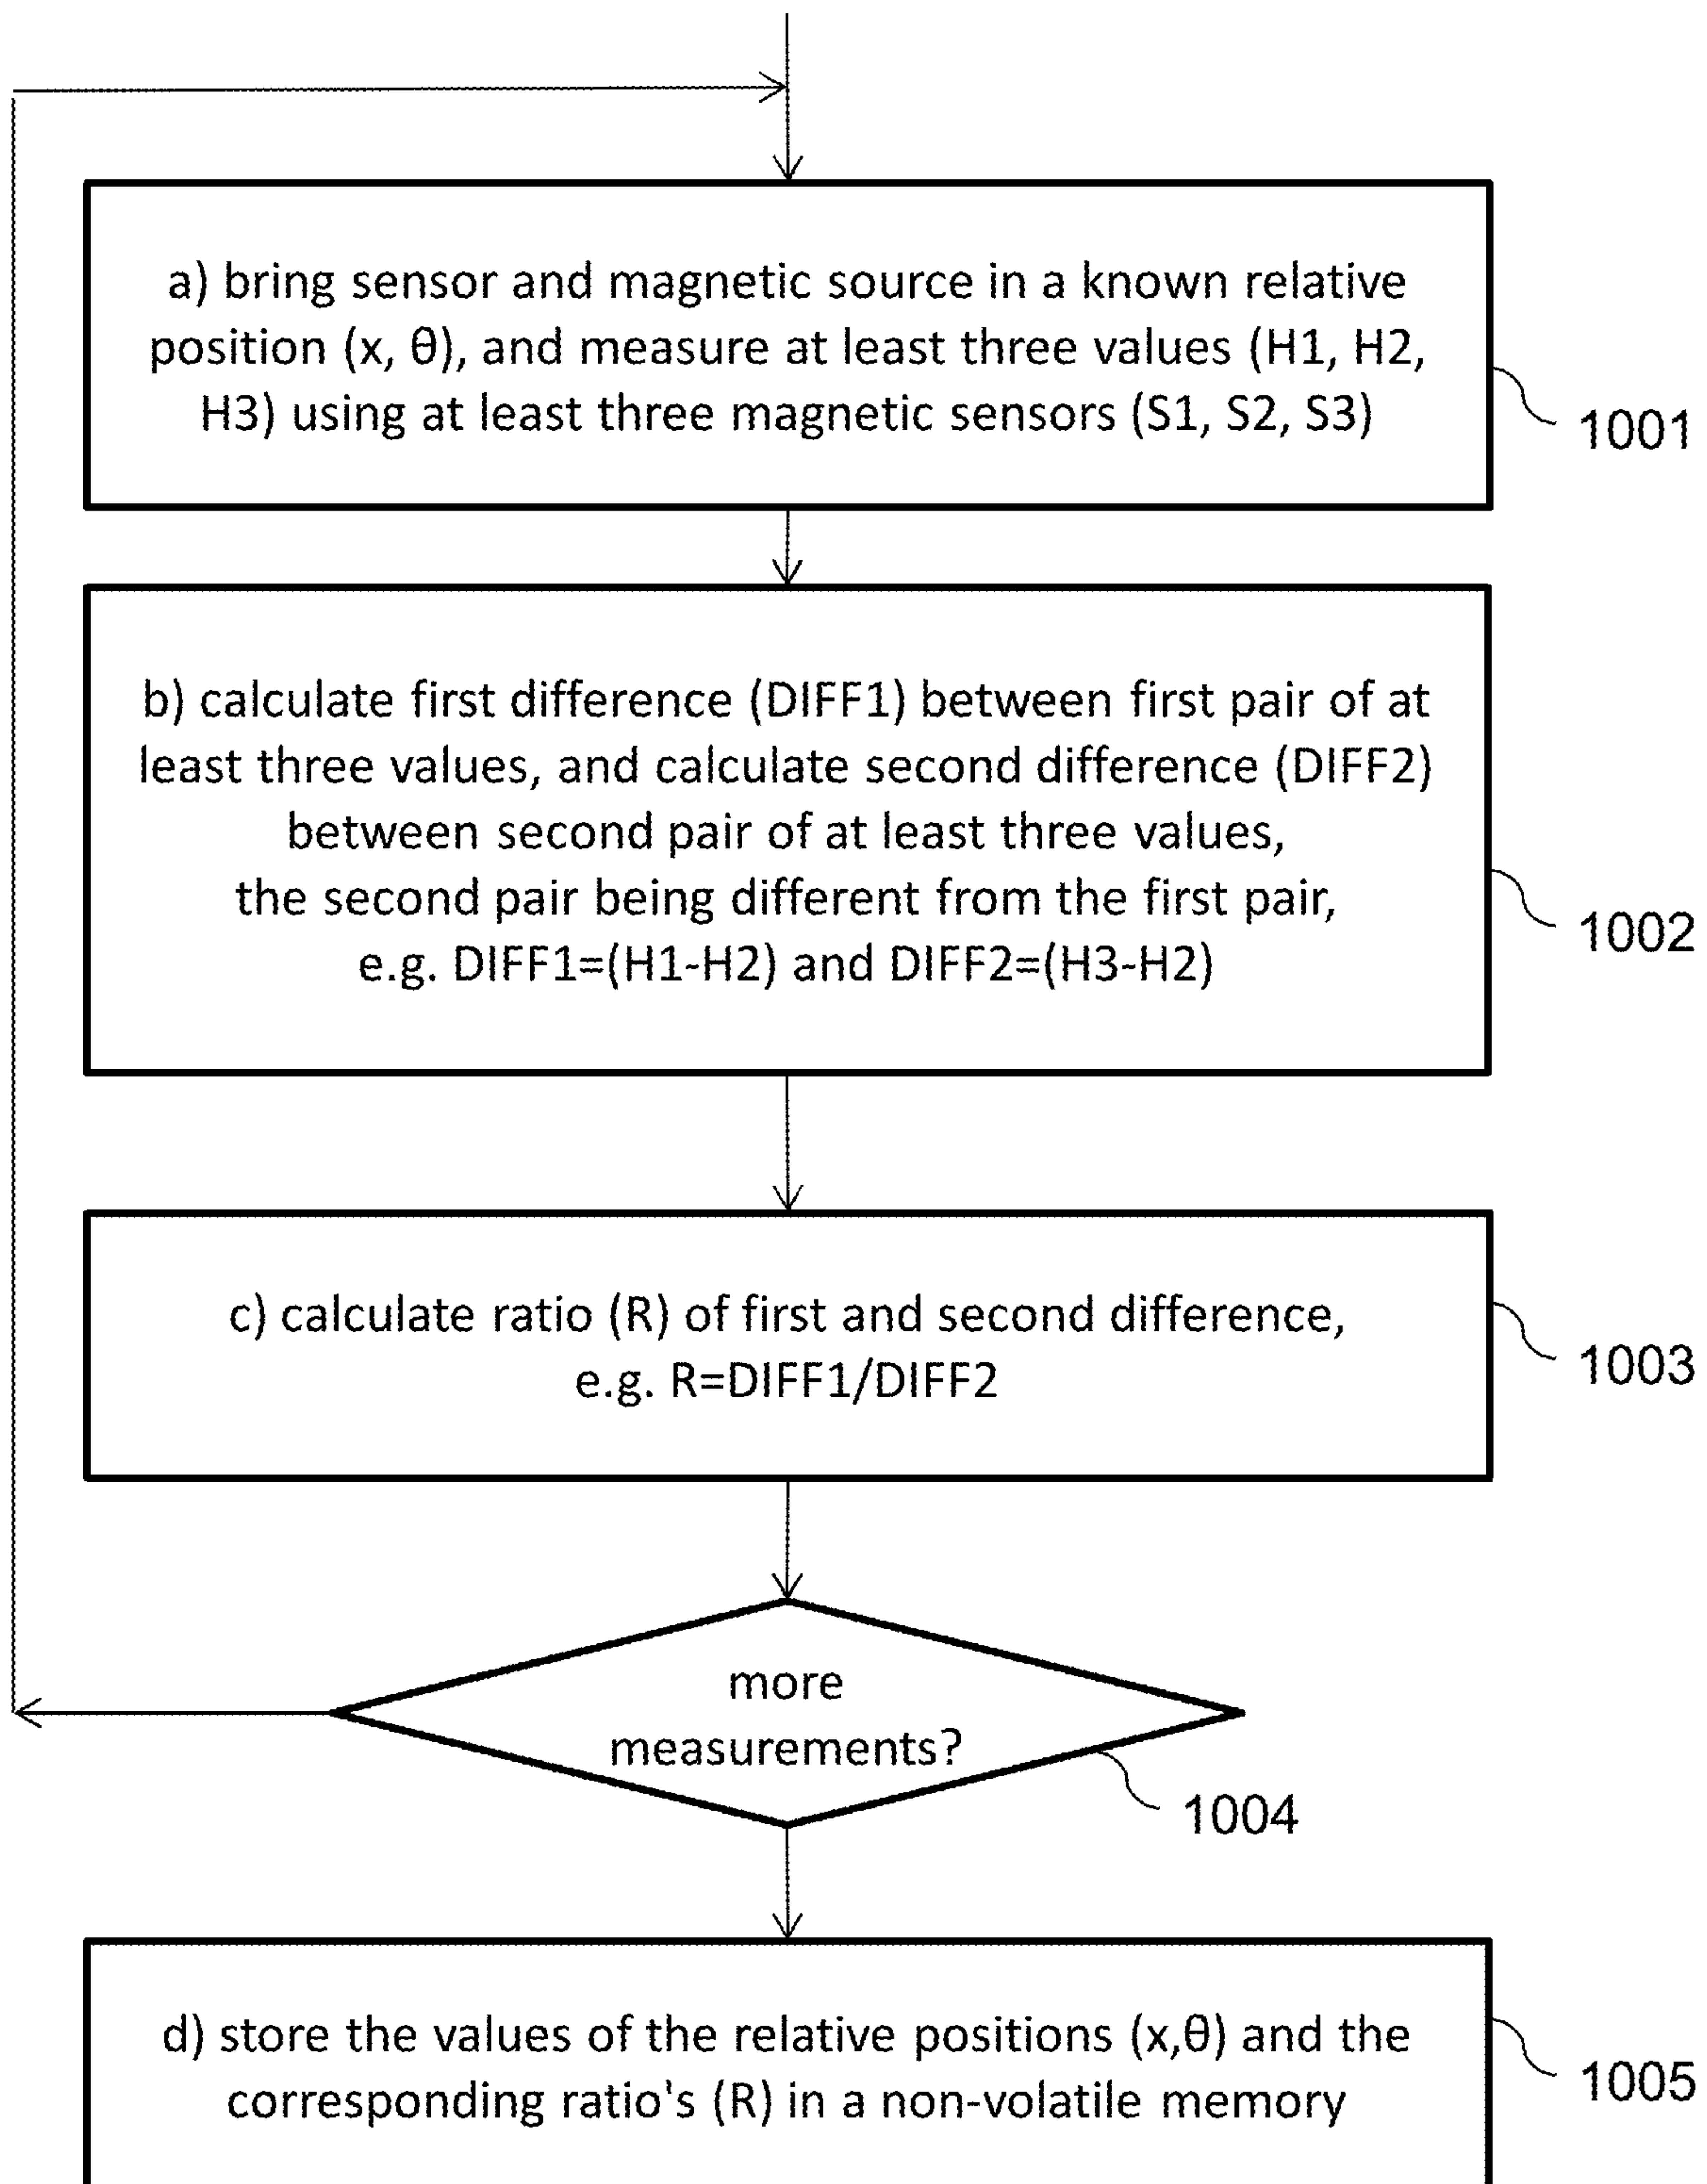 a) bring sensor and magnetic source in a known relative
position (x, θ), and measure at least three values (H1, H2,
H3) using at least three magnetic sensors (S1, S2, S3)
1001
b) calculate first difference (DIFF1) between first pair of at
least three values, and calculate second difference (DIFF2)
between second pair of at least three values,
the second pair being different from the first pair,
e.g. DIFF1=(H1-H2) and DIFF2=(H3-H2)
1002
c) calculate ratio (R) of first and second difference,
e.g. R=DIFF1/DIFF2
1003
more
measurements?
1004
d) store the values of the relative positions (x,θ) and the
corresponding ratio's (R) in a non-volatile memory
1005